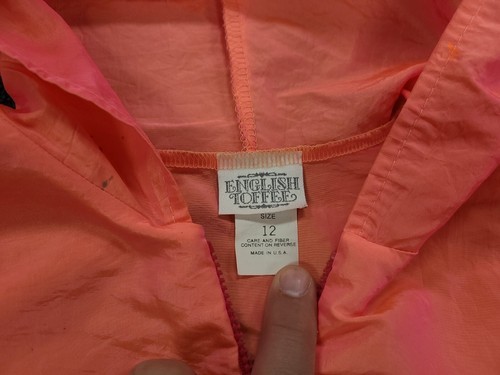 ENGLISH
TOFFEE
SIZE
12
CARE AND FIBER
CONTENT ON REVERSE
MADE IN U.S.A.